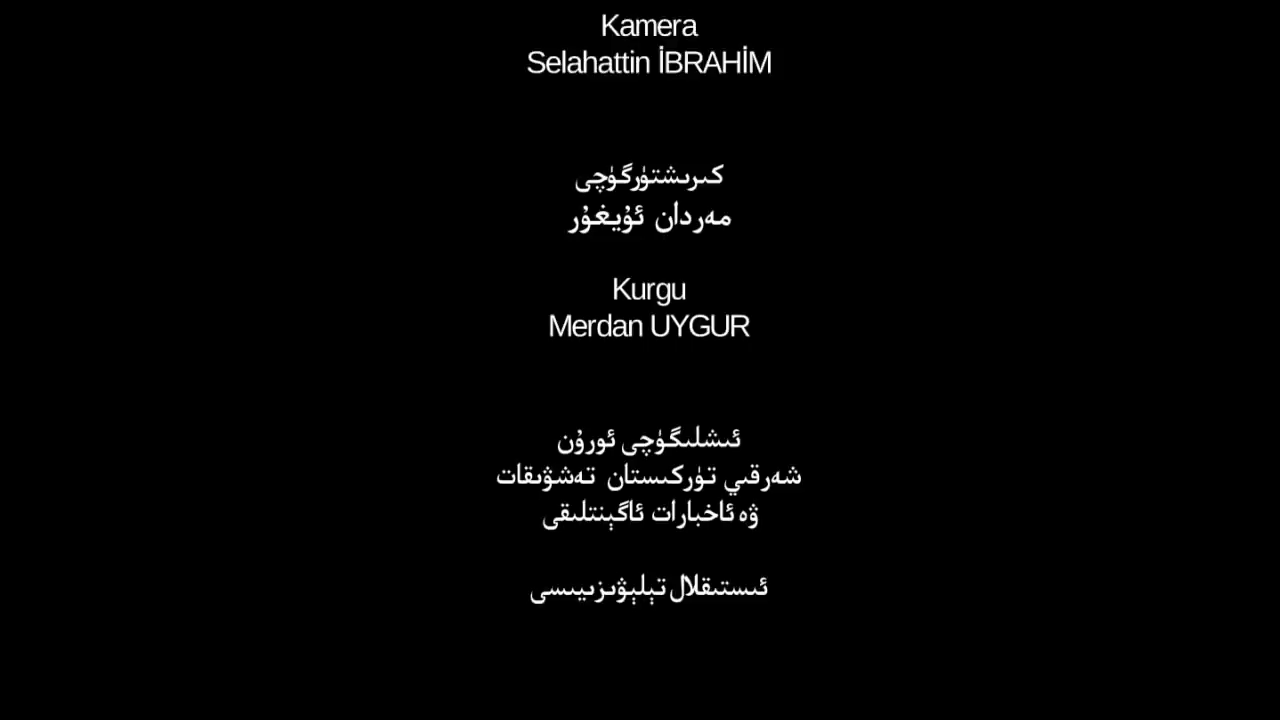 Kamera
Selahattin İBRAHİM
كىرىشتۈرگۈچى
مەردان ئۇيغۇر
Kurgu
Merdan UYGUR
ئىشلىگۈچى ئورۇن
شەرقىي تۈركىستان تەشۋىقات
ۋە ئاخبارات ئاگېنتلىقى
ئىستىقلال تېلېۋىزىيىسى